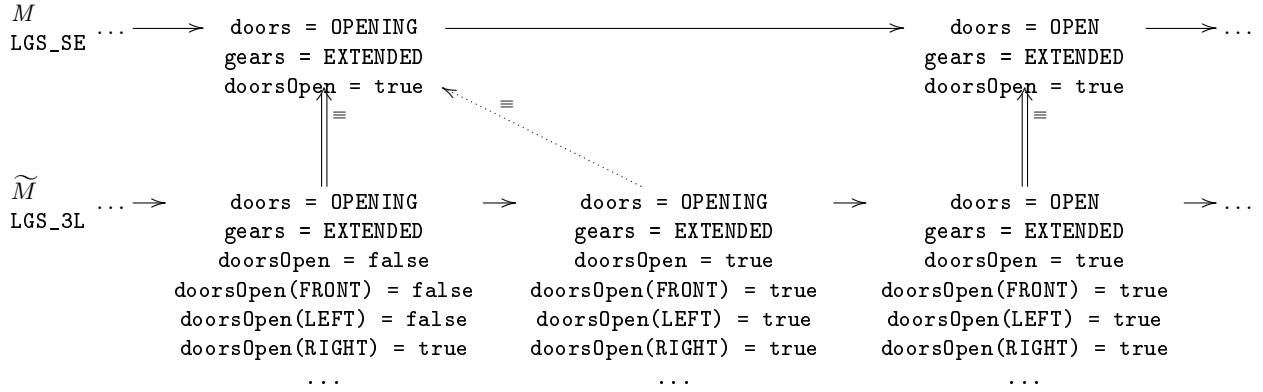 M
LGS_SE ... doors = OPENING doors = OPEN ...
gears = EXTENDED gears = EXTENDED
doorsOpen = true doorsOpen = true
≡ ≡ ≡
M̃
LGS_3L ... doors = OPENING doors = OPENING doors = OPEN ...
gears = EXTENDED gears = EXTENDED gears = EXTENDED
doorsOpen = false doorsOpen = true doorsOpen = true
doorsOpen(FRONT) = false doorsOpen(FRONT) = true doorsOpen(FRONT) = true
doorsOpen(LEFT) = false doorsOpen(LEFT) = true doorsOpen(LEFT) = true
doorsOpen(RIGHT) = true doorsOpen(RIGHT) = true doorsOpen(RIGHT) = true
... ... ...